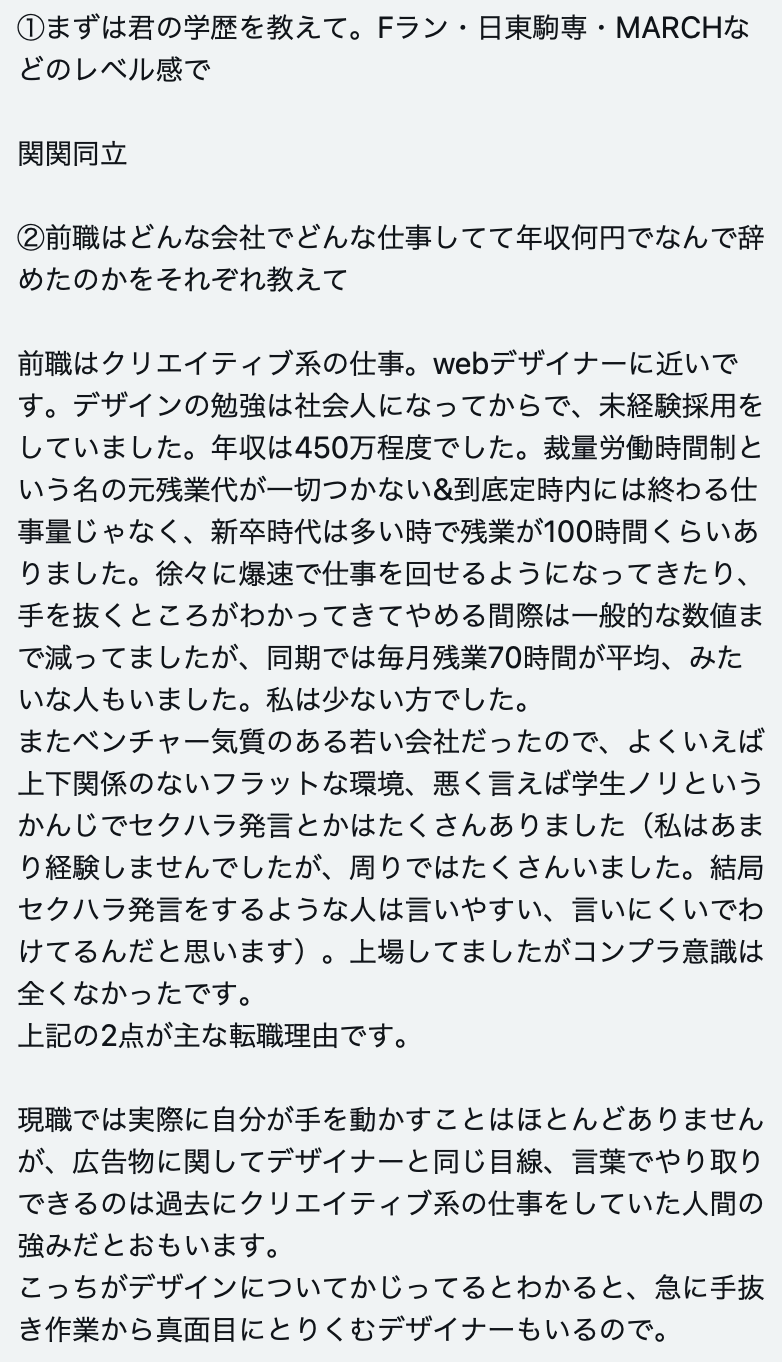 ①まずは君の学歴を教えて。Fラン・日東駒専・MARCHな
どのレベル感で
関関同立
②前職はどんな会社でどんな仕事してて年収何円でなんで辞
めたのかをそれぞれ教えて
前職はクリエイティブ系の仕事。webデザイナーに近いで
す。デザインの勉強は社会人になってからで、未経験採用を
していました。年収は450万程度でした。裁量労働時間制と
いう名の元残業代が一切つかない&到底定時内には終わる仕
事量じゃなく、新卒時代は多い時で残業が100時間くらいあ
りました。徐々に爆速で仕事を回せるようになってきたり、
手を抜くところがわかってきてやめる間際は一般的な数値ま
で減ってましたが、同期では毎月残業70時間が平均、みた
いな人もいました。私は少ない方でした。
またベンチャー気質のある若い会社だったので、よくいえば
上下関係のないフラットな環境、悪く言えば学生ノリという
かんじでセクハラ発言とかはたくさんありました（私はあま
り経験しませんでしたが、周りではたくさんいました。結局
セクハラ発言をするような人は言いやすい、言いにくいでわ
けてるんだと思います）。上場してましたがコンプラ意識は
全くなかったです。
上記の2点が主な転職理由です。
現職では実際に自分が手を動かすことはほとんどありません
が、広告物に関してデザイナーと同じ目線、言葉でやり取り
できるのは過去にクリエイティブ系の仕事をしていた人間の
強みだとおもいます。
こっちがデザインについてかじってるとわかると、急に手抜
き作業から真面目にとりくむデザイナーもいるので。